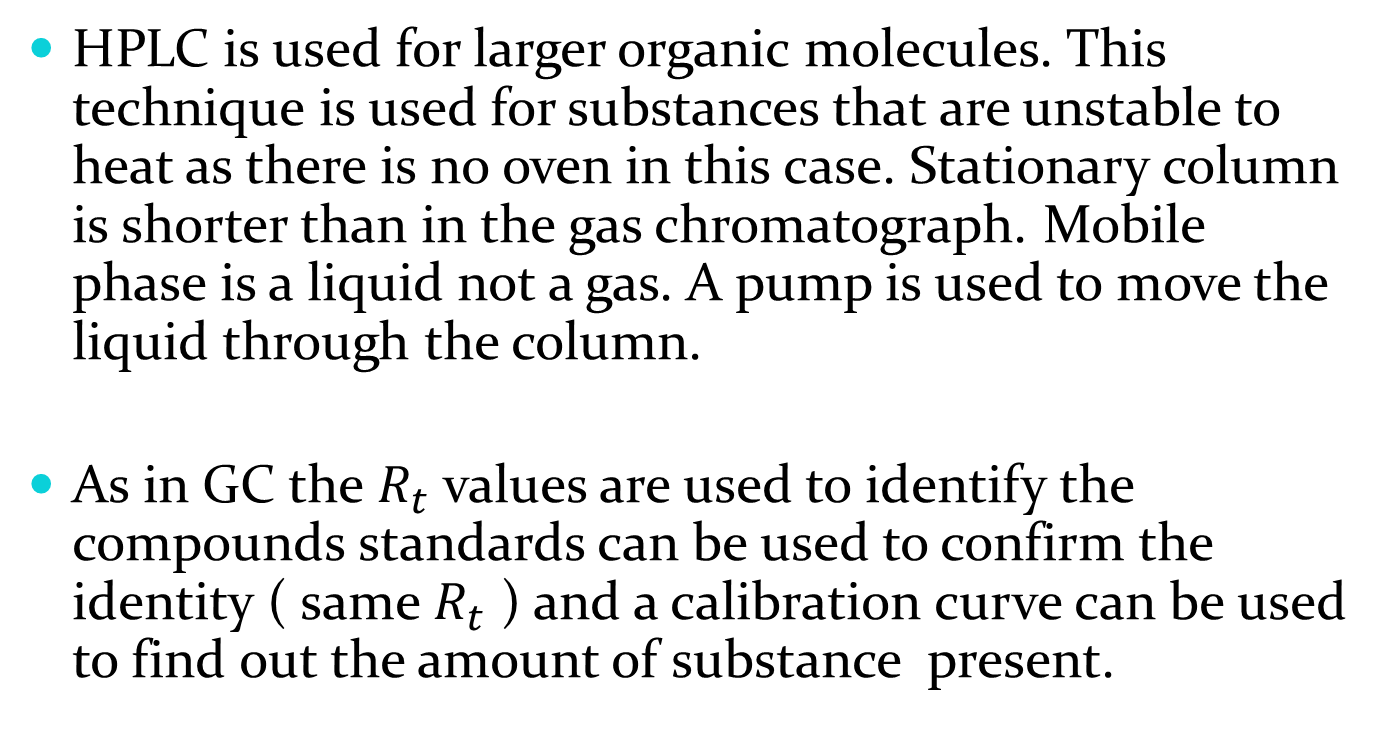 • HPLC is used for larger organic molecules. This
technique is used for substances that are unstable to
heat as there is no oven in this case. Stationary column
is shorter than in the gas chromatograph. Mobile
phase is a liquid not a gas. A pump is used to move the
liquid through the column.
• As in GC the Rₜ values are used to identify the
compounds standards can be used to confirm the
identity ( same Rₜ ) and a calibration curve can be used
to find out the amount of substance  present.